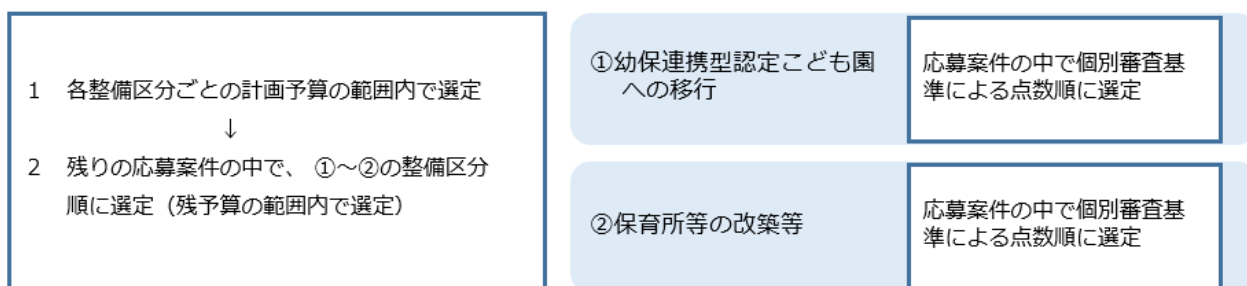 1　各整備区分ごとの計画予算の範囲内で選定
↓
2　残りの応募案件の中で、 ①～②の整備区分
順に選定（残予算の範囲内で選定）
①幼保連携型認定こども園
への移行
応募案件の中で個別審査基
準による点数順に選定
②保育所等の改築等
応募案件の中で個別審査基
準による点数順に選定